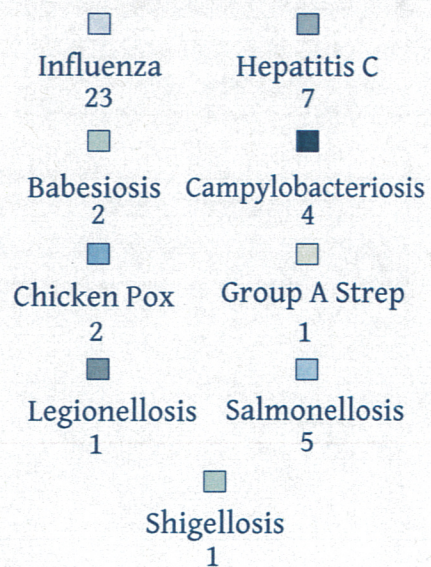 Influenza Hepatitis C
23 7
Babesiosis Campylobacteriosis
2 4
Chicken Pox Group A Strep
2 1
Legionellosis Salmonellosis
1 5
Shigellosis
1